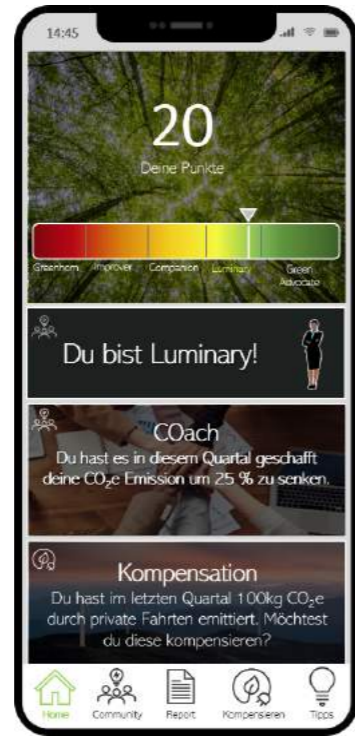 14:45
20
Deine Punkte
Greenhorn Improver Companion Luminary Green
Advocate
Du bist Luminary!
COach
Du hast es in diesem Quartal geschafft
deine CO₂e Emission um 25 % zu senken.
Kompensation
Du hast im letzten Quartal 100kg CO₂e
durch private Fahrten emittiert. Möchtest
du diese kompensieren?
Home Community Report Kompensieren Tipps